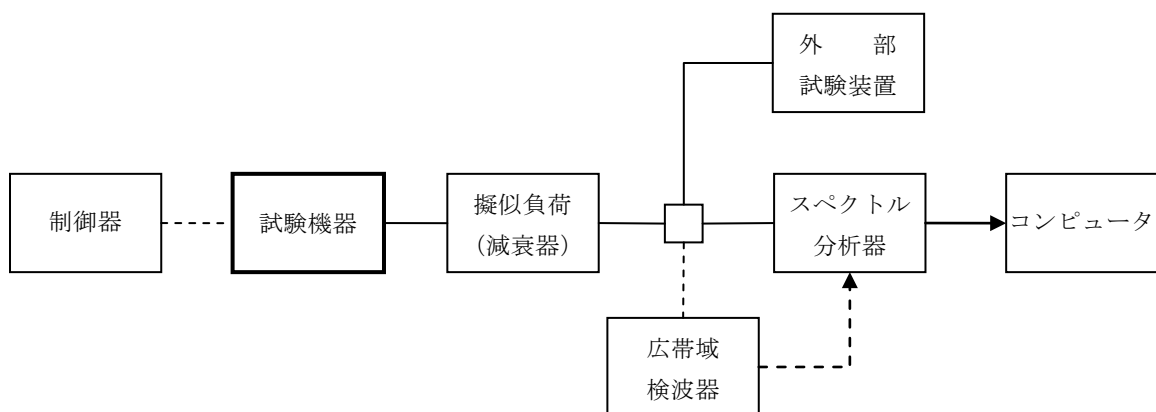 外　　部
試験装置
制御器
試験機器
擬似負荷
（減衰器）
スペクトル
分析器
コンピュータ
広帯域
検波器